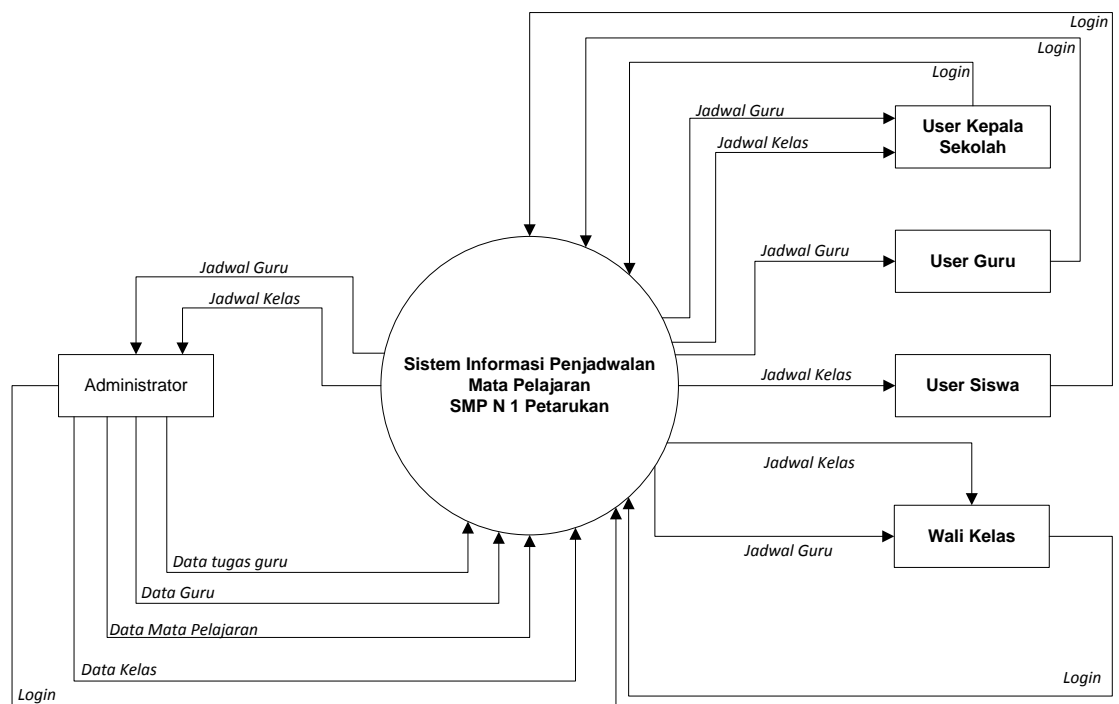 Login
Login
Login
Jadwal Guru
User Kepala
Sekolah
Jadwal Kelas
Jadwal Guru
User Guru
Jadwal Guru
Jadwal Kelas
Administrator
Sistem Informasi Penjadwalan
Mata Pelajaran
SMP N 1 Petarukan
Jadwal Kelas
User Siswa
Jadwal Kelas
Wali Kelas
Jadwal Guru
Data tugas guru
Data Guru
Data Mata Pelajaran
Data Kelas
Login
Login